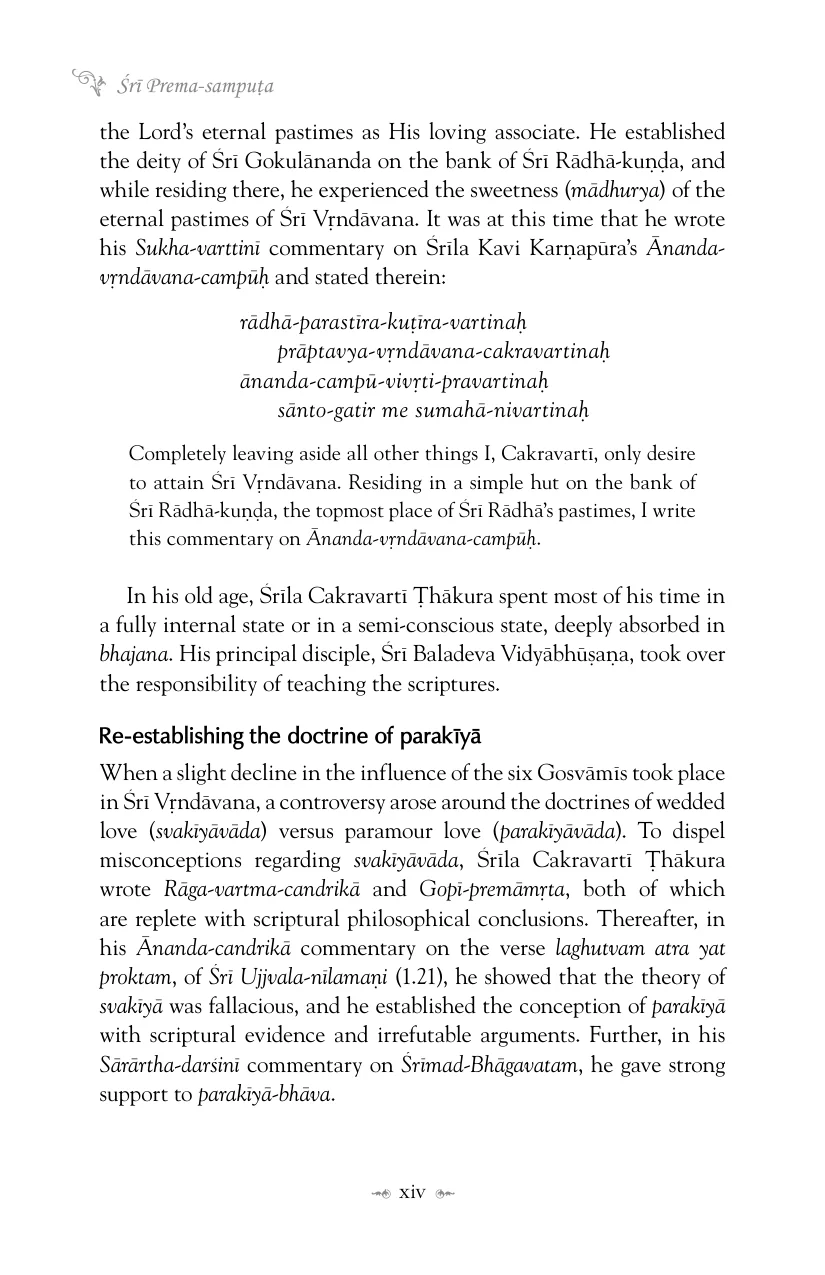 Śrī Prema-sampuṭa
the Lord’s eternal pastimes as His loving associate. He established
the deity of Śrī Gokulānanda on the bank of Śrī Rādhā-kuṇḍa, and
while residing there, he experienced the sweetness (mādhurya) of the
eternal pastimes of Śrī Vṛndāvana. It was at this time that he wrote
his Sukha-varttinī commentary on Śrīla Kavi Karṇapūra’s Ānanda-
vṛndāvana-campūḥ and stated therein:
rādhā-parastīra-kuṭīra-vartinaḥ
prāptavya-vṛndāvana-cakravartinaḥ
ānanda-campū-vivṛti-pravartinaḥ
sānto-gatir me sumahā-nivartinaḥ
Completely leaving aside all other things I, Cakravartī, only desire
to attain Śrī Vṛndāvana. Residing in a simple hut on the bank of
Śrī Rādhā-kuṇḍa, the topmost place of Śrī Rādhā’s pastimes, I write
this commentary on Ānanda-vṛndāvana-campūḥ.
In his old age, Śrīla Cakravartī Ṭhākura spent most of his time in
a fully internal state or in a semi-conscious state, deeply absorbed in
bhajana. His principal disciple, Śrī Baladeva Vidyābhūṣaṇa, took over
the responsibility of teaching the scriptures.
Re-establishing the doctrine of parakīyā
When a slight decline in the influence of the six Gosvāmīs took place
in Śrī Vṛndāvana, a controversy arose around the doctrines of wedded
love (svakīyāvāda) versus paramour love (parakīyāvāda). To dispel
misconceptions regarding svakīyāvāda, Śrīla Cakravartī Ṭhākura
wrote Rāga-vartma-candrikā and Gopī-premāmṛta, both of which
are replete with scriptural philosophical conclusions. Thereafter, in
his Ānanda-candrikā commentary on the verse laghutvam atra yat
proktam, of Śrī Ujjvala-nīlamaṇi (1.21), he showed that the theory of
svakīyā was fallacious, and he established the conception of parakīyā
with scriptural evidence and irrefutable arguments. Further, in his
Sārārtha-darśinī commentary on Śrīmad-Bhāgavatam, he gave strong
support to parakīyā-bhāva.
xiv